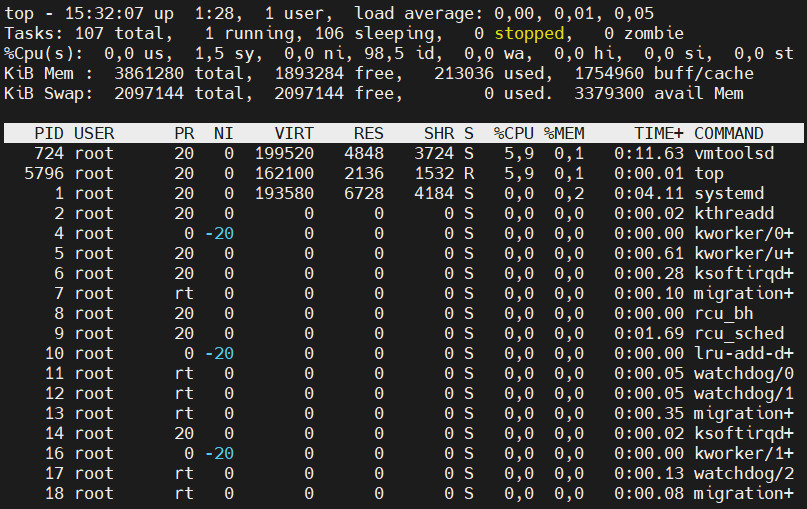 top - 15:32:07 up  1:28,  1 user,  load average: 0,00, 0,01, 0,05
Tasks: 107 total,   1 running, 106 sleeping,   0 stopped,   0 zombie
%Cpu(s):  0,0 us,  1,5 sy,  0,0 ni, 98,5 id,  0,0 wa,  0,0 hi,  0,0 si,  0,0 st
KiB Mem :  3861280 total,  1893284 free,   213036 used,  1754960 buff/cache
KiB Swap:  2097144 total,  2097144 free,        0 used.  3379300 avail Mem
PID USER      PR  NI    VIRT    RES    SHR S  %CPU %MEM     TIME+ COMMAND
724 root      20   0  199520   4848   3724 S   5,9  0,1   0:11.63 vmtoolsd
5796 root      20   0  162100   2136   1532 R   5,9  0,1   0:00.01 top
1 root      20   0  193580   6728   4184 S   0,0  0,2   0:04.11 systemd
2 root      20   0       0      0      0 S   0,0  0,0   0:00.02 kthreadd
4 root       0 -20       0      0      0 S   0,0  0,0   0:00.00 kworker/0+
5 root      20   0       0      0      0 S   0,0  0,0   0:00.61 kworker/u+
6 root      20   0       0      0      0 S   0,0  0,0   0:00.28 ksoftirqd+
7 root      rt   0       0      0      0 S   0,0  0,0   0:00.10 migration+
8 root      20   0       0      0      0 S   0,0  0,0   0:00.00 rcu_bh
9 root      20   0       0      0      0 S   0,0  0,0   0:01.69 rcu_sched
10 root       0 -20       0      0      0 S   0,0  0,0   0:00.00 lru-add-d+
11 root      rt   0       0      0      0 S   0,0  0,0   0:00.05 watchdog/0
12 root      rt   0       0      0      0 S   0,0  0,0   0:00.05 watchdog/1
13 root      rt   0       0      0      0 S   0,0  0,0   0:00.35 migration+
14 root      20   0       0      0      0 S   0,0  0,0   0:00.02 ksoftirqd+
16 root       0 -20       0      0      0 S   0,0  0,0   0:00.00 kworker/1+
17 root      rt   0       0      0      0 S   0,0  0,0   0:00.13 watchdog/2
18 root      rt   0       0      0      0 S   0,0  0,0   0:00.08 migration+